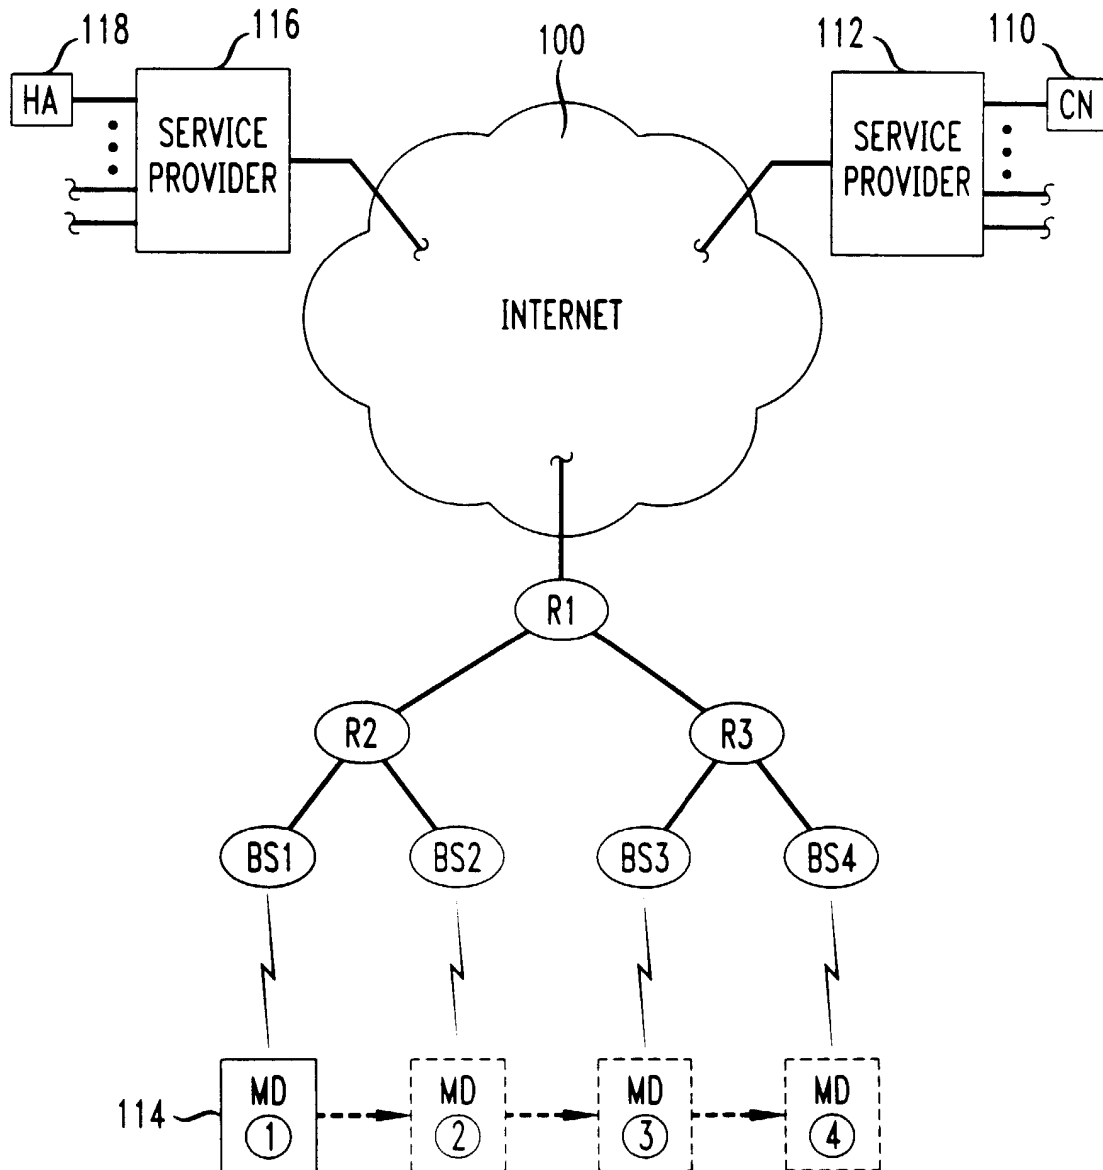 118
116
100
112
110
HA
SERVICE
PROVIDER
SERVICE
PROVIDER
CN
INTERNET
R1
R2
R3
BS1
BS2
BS3
BS4
114
MD
1
MD
2
MD
3
MD
4